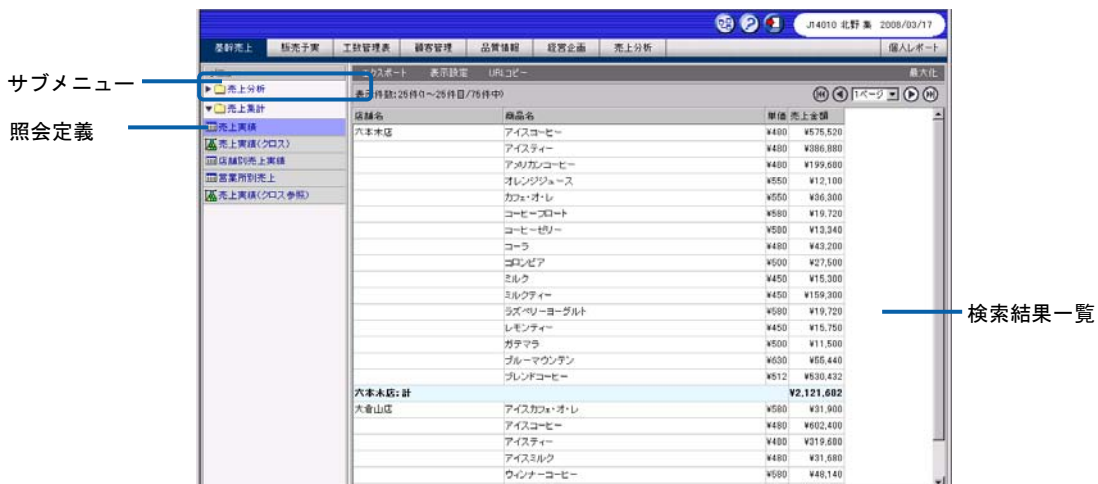 J14010 北野 集 2008/03/17
基幹売上 販売予実 工数管理表 顧客管理 品質情報 経営企画 売上分析 個人レポート
エクスポート 表示設定 URLコピー 最大化
サブメニュー
売上分析
表示件数:25件(1~25件目/75件中)
1ページ
売上集計
照会定義
売上実績
売上実績(クロス)
店舗別売上実績
営業所別売上
売上実績(クロス参照)
店舗名 商品名 単価 売上金額
六本木店 アイスコーヒー ¥480 ¥575,520
アイスティー ¥480 ¥386,880
アメリカンコーヒー ¥480 ¥199,680
オレンジジュース ¥550 ¥12,100
カフェ・オ・レ ¥550 ¥36,300
コーヒーフロート ¥580 ¥19,720
コーヒーゼリー ¥580 ¥13,340
コーラ ¥480 ¥43,200
コロンビア ¥500 ¥27,500
ミルク ¥450 ¥15,300
ミルクティー ¥450 ¥159,300
ラズベリーヨーグルト ¥580 ¥19,720
検索結果一覧
レモンティー ¥450 ¥15,750
ガテマラ ¥500 ¥11,500
ブルーマウンテン ¥630 ¥55,440
ブレンドコーヒー ¥512 ¥530,432
六本木店:計 ¥2,121,682
大倉山店 アイスカフェ・オ・レ ¥580 ¥31,900
アイスコーヒー ¥480 ¥602,400
アイスティー ¥480 ¥319,680
アイスミルク ¥480 ¥31,680
ウィンナーコーヒー ¥580 ¥48,140